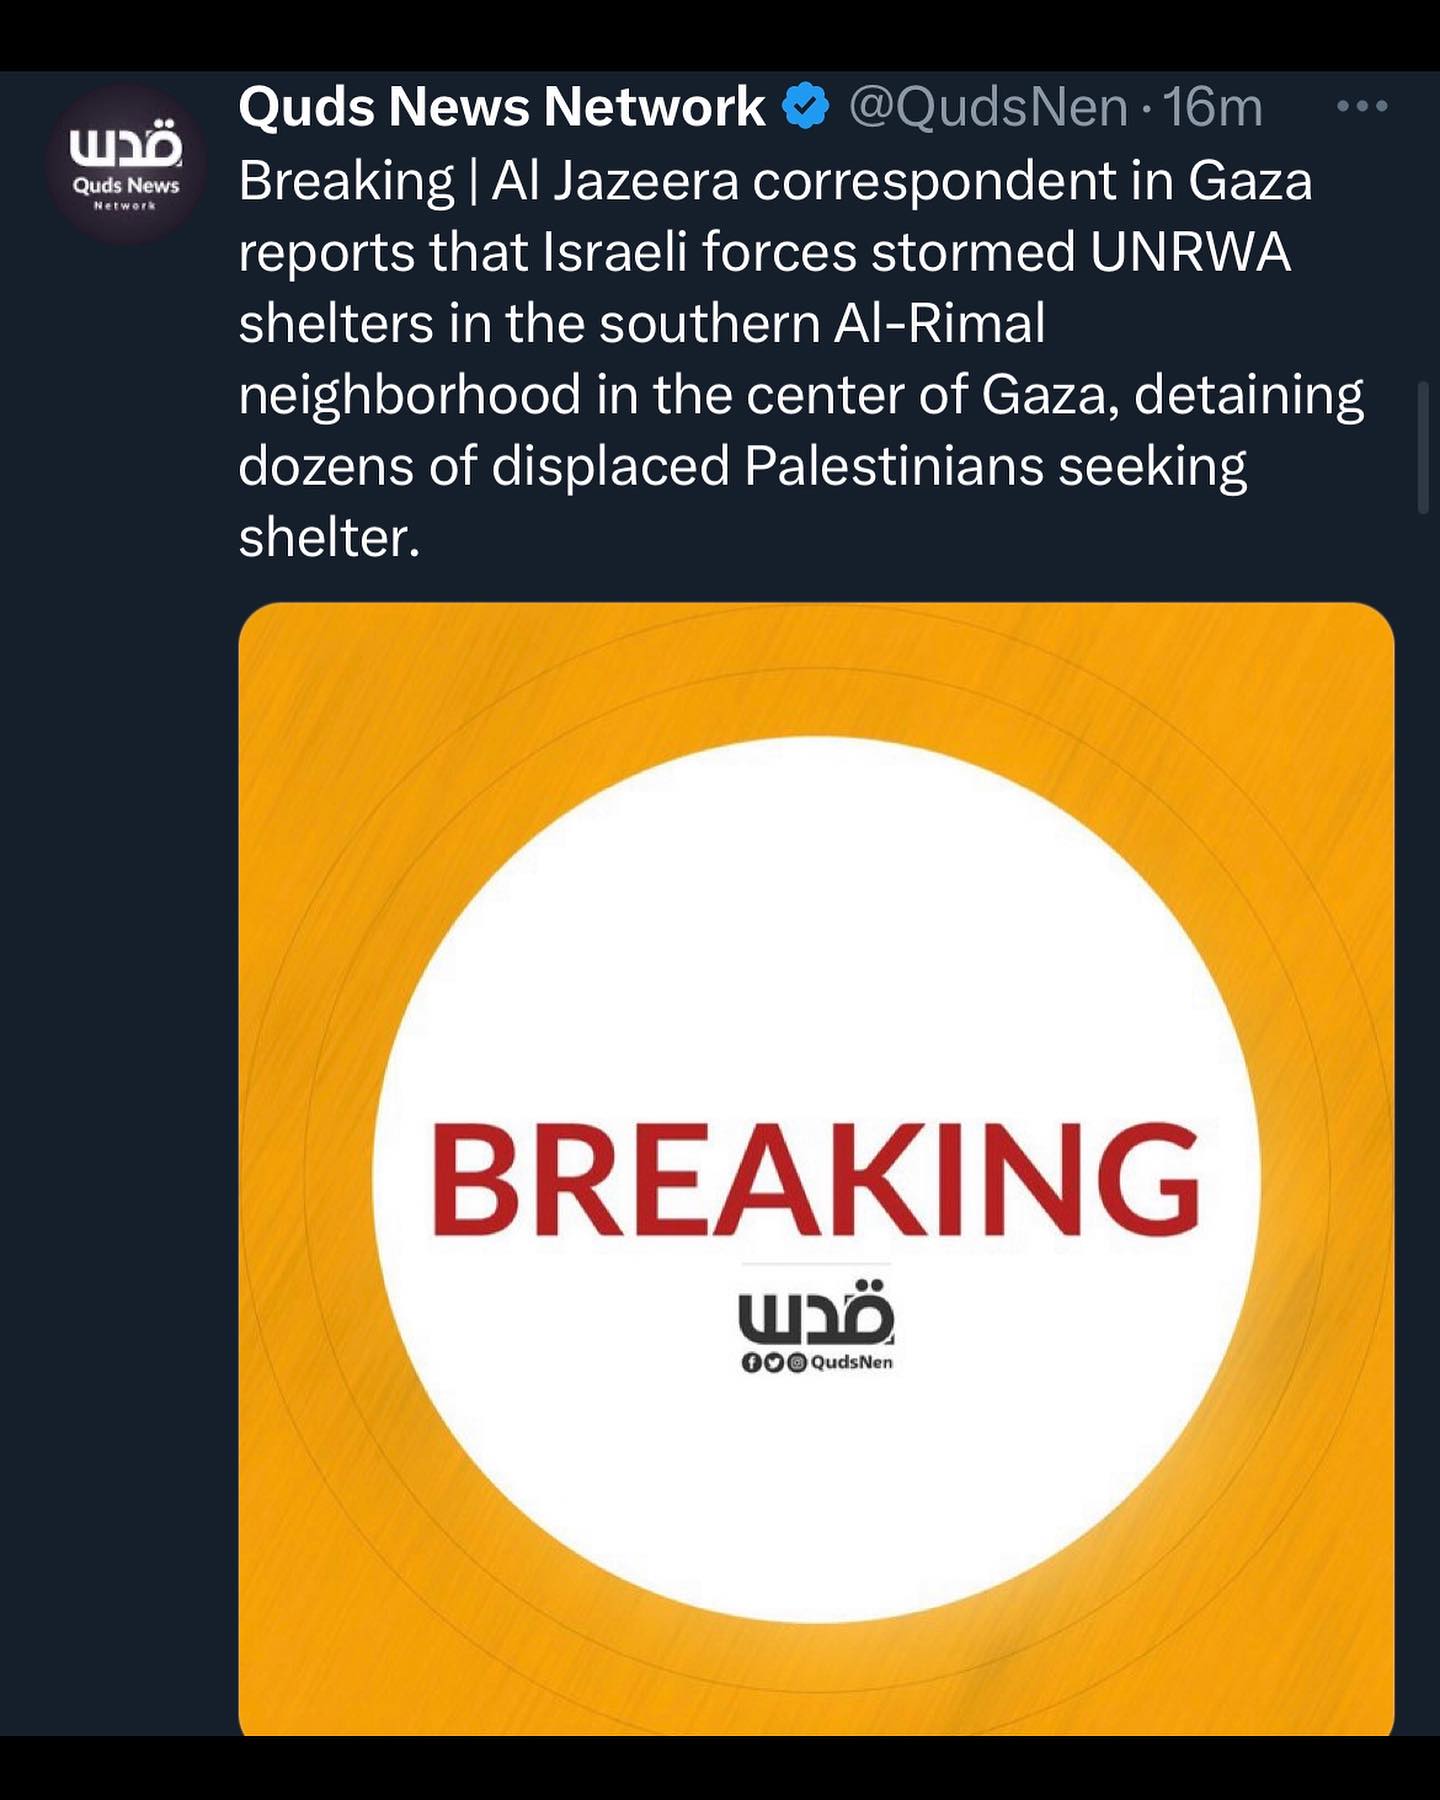 قدس
Quds News
Network
Quds News Network @QudsNen · 16m
Breaking | Al Jazeera correspondent in Gaza
reports that Israeli forces stormed UNRWA
shelters in the southern Al-Rimal
neighborhood in the center of Gaza, detaining
dozens of displaced Palestinians seeking
shelter.
BREAKING
قدس
QudsNen